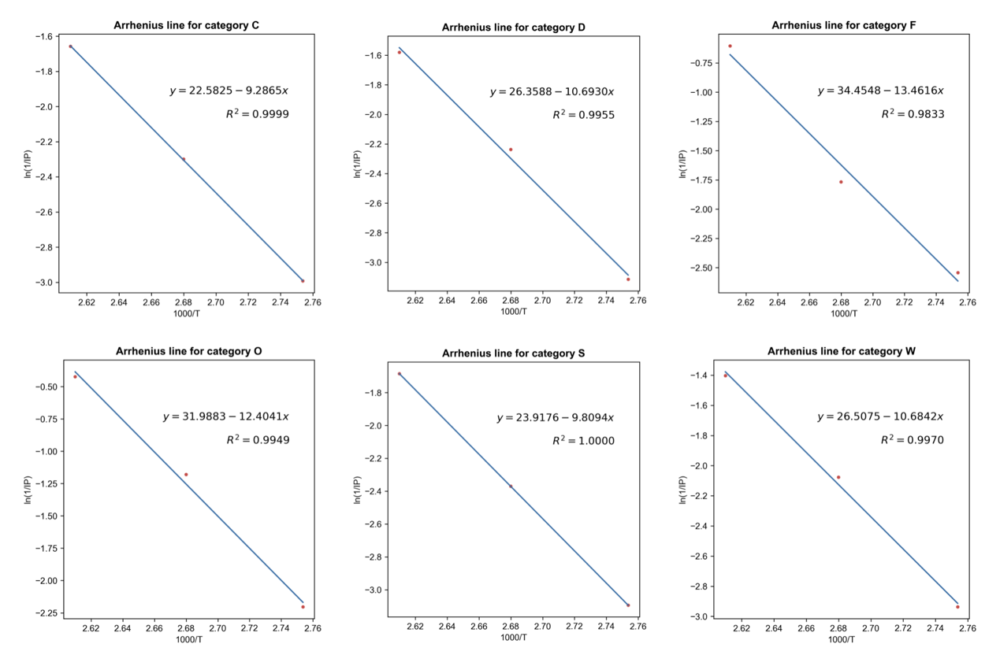 Arrhenius line for category C
−1.6
−1.8
−2.0
−2.2
−2.4
−2.6
−2.8
−3.0
ln(1/IP)
y = 22.5825 − 9.2865x
R² = 0.9999
2.62 2.64 2.66 2.68 2.70 2.72 2.74 2.76
1000/T
Arrhenius line for category D
−1.6
−1.8
−2.0
−2.2
−2.4
−2.6
−2.8
−3.0
ln(1/IP)
y = 26.3588 − 10.6930x
R² = 0.9955
2.62 2.64 2.66 2.68 2.70 2.72 2.74 2.76
1000/T
Arrhenius line for category F
−0.75
−1.00
−1.25
−1.50
−1.75
−2.00
−2.25
−2.50
ln(1/IP)
y = 34.4548 − 13.4616x
R² = 0.9833
2.62 2.64 2.66 2.68 2.70 2.72 2.74 2.76
1000/T
Arrhenius line for category O
−0.50
−0.75
−1.00
−1.25
−1.50
−1.75
−2.00
−2.25
ln(1/IP)
y = 31.9883 − 12.4041x
R² = 0.9949
2.62 2.64 2.66 2.68 2.70 2.72 2.74 2.76
1000/T
Arrhenius line for category S
−1.8
−2.0
−2.2
−2.4
−2.6
−2.8
−3.0
ln(1/IP)
y = 23.9176 − 9.8094x
R² = 1.0000
2.62 2.64 2.66 2.68 2.70 2.72 2.74 2.76
1000/T
Arrhenius line for category W
−1.4
−1.6
−1.8
−2.0
−2.2
−2.4
−2.6
−2.8
−3.0
ln(1/IP)
y = 26.5075 − 10.6842x
R² = 0.9970
2.62 2.64 2.66 2.68 2.70 2.72 2.74 2.76
1000/T